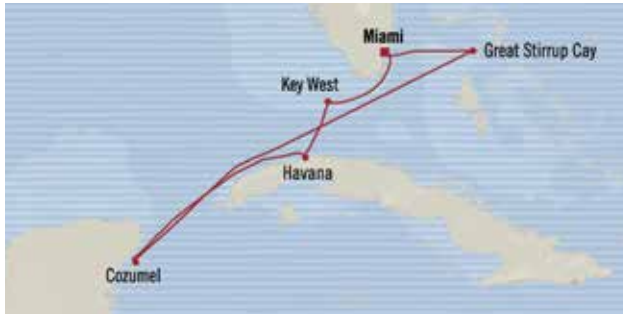 Miami
Great Stirrup Cay
Key West
Havana
Cozumel